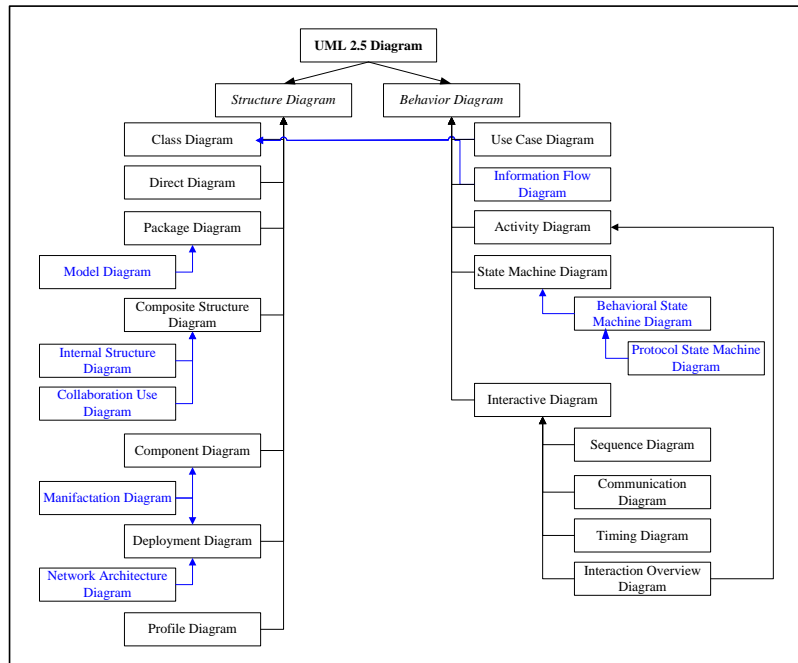 UML 2.5 Diagram
Structure Diagram
Behavior Diagram
Class Diagram
Use Case Diagram
Direct Diagram
Information Flow
Diagram
Package Diagram
Activity Diagram
Model Diagram
State Machine Diagram
Composite Structure
Diagram
Behavioral State
Machine Diagram
Internal Structure
Diagram
Protocol State Machine
Diagram
Collaboration Use
Diagram
Interactive Diagram
Component Diagram
Sequence Diagram
Manifactation Diagram
Communication
Diagram
Deployment Diagram
Timing Diagram
Network Architecture
Diagram
Interaction Overview
Diagram
Profile Diagram